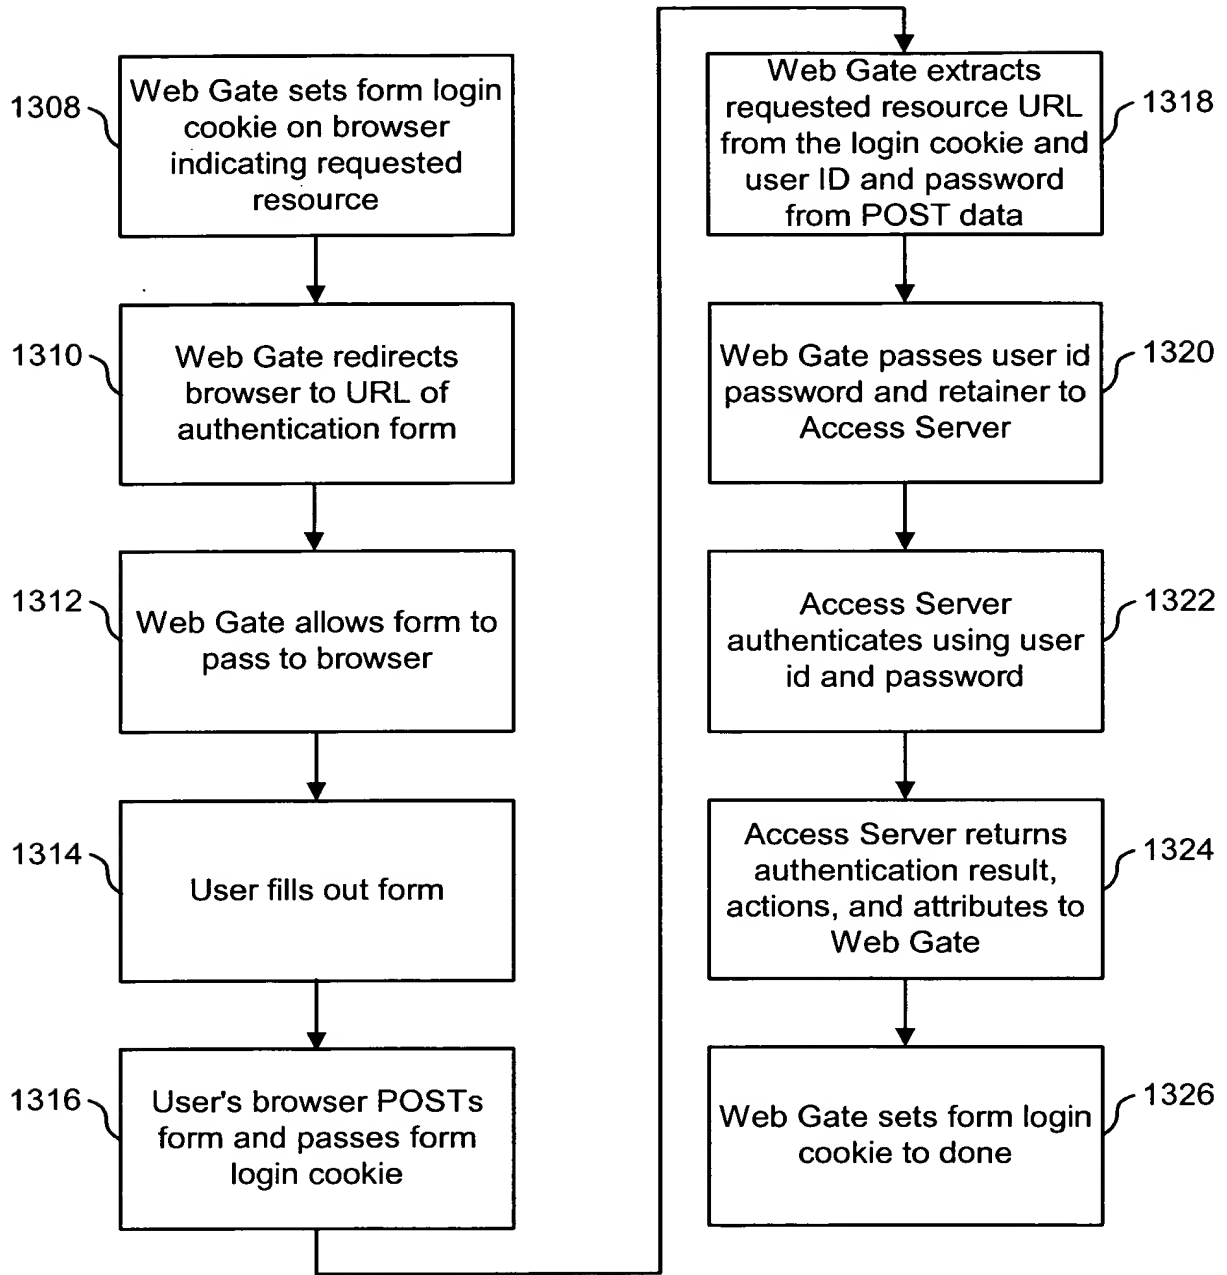 1308
Web Gate sets form login
cookie on browser
indicating requested
resource
1310
Web Gate redirects
browser to URL of
authentication form
1312
Web Gate allows form to
pass to browser
1314
User fills out form
1316
User's browser POSTs
form and passes form
login cookie
Web Gate extracts
requested resource URL
from the login cookie and
user ID and password
from POST data
1318
Web Gate passes user id
password and retainer to
Access Server
1320
Access Server
authenticates using user
id and password
1322
Access Server returns
authentication result,
actions, and attributes to
Web Gate
1324
Web Gate sets form login
cookie to done
1326